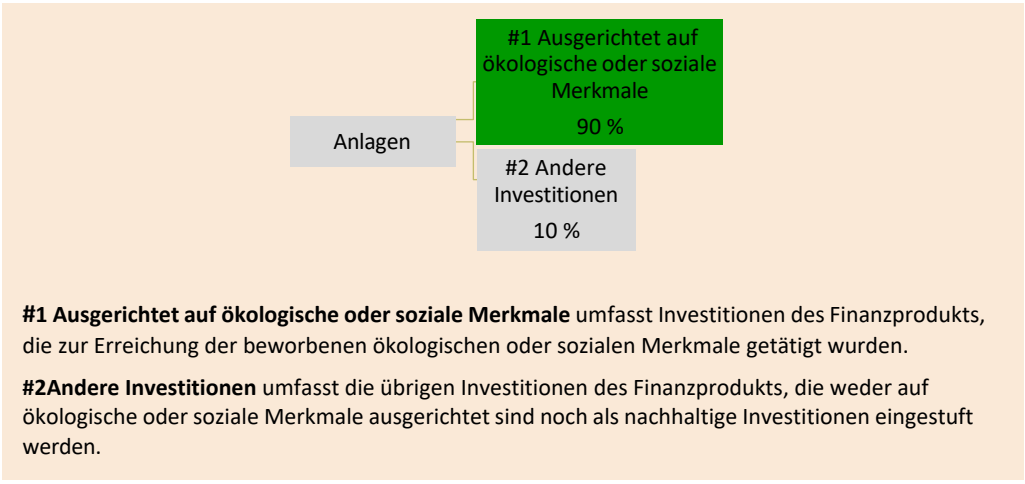 #1 Ausgerichtet auf
ökologische oder soziale
Merkmale
90 %
Anlagen
#2 Andere
Investitionen
10 %
#1 Ausgerichtet auf ökologische oder soziale Merkmale umfasst Investitionen des Finanzprodukts,
die zur Erreichung der beworbenen ökologischen oder sozialen Merkmale getätigt wurden.
#2Andere Investitionen umfasst die übrigen Investitionen des Finanzprodukts, die weder auf
ökologische oder soziale Merkmale ausgerichtet sind noch als nachhaltige Investitionen eingestuft
werden.